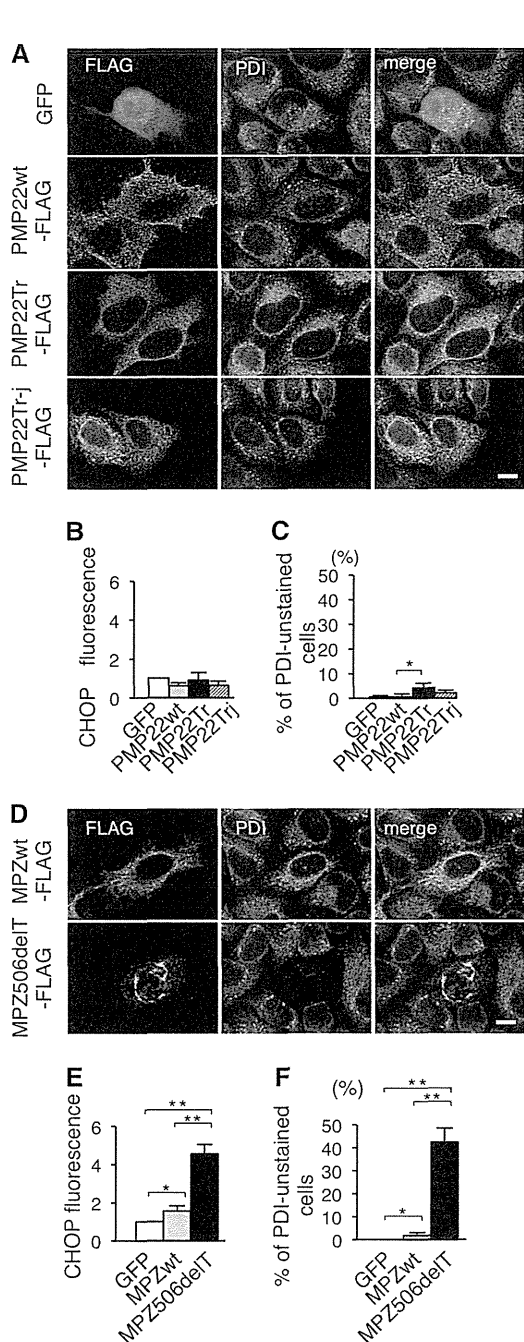 A
FLAG PDI merge
GFP
PMP22wt
-FLAG
PMP22Tr
-FLAG
PMP22Tr-j
-FLAG
B
CHOP fluorescence
6
4
2
0
GFP
PMP22wt
PMP22Tr
PMP22Trj
C
(%)
% of PDI-unstained
cells
50
40
30
20
10
0
*
GFP
PMP22wt
PMP22Tr
PMP22Trj
D
FLAG PDI merge
MPZwt
-FLAG
MPZ506delT
-FLAG
E
CHOP fluorescence
6
4
2
0
**
**
*
GFP
MPZwt
MPZ506delT
F
(%)
% of PDI-unstained
cells
50
40
30
20
10
0
**
**
*
GFP
MPZwt
MPZ506delT